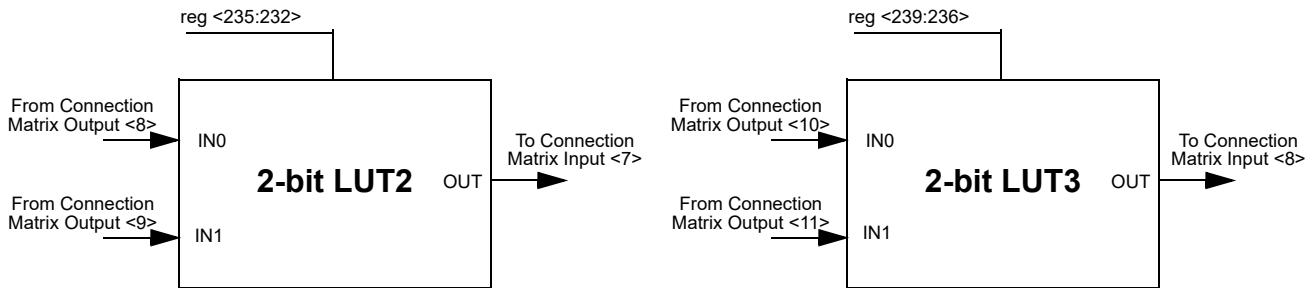 reg <235:232>
From Connection
Matrix Output <8>
IN0
2-bit LUT2
OUT
To Connection
Matrix Input <7>
From Connection
Matrix Output <9>
IN1
reg <239:236>
From Connection
Matrix Output <10>
IN0
2-bit LUT3
OUT
To Connection
Matrix Input <8>
From Connection
Matrix Output <11>
IN1